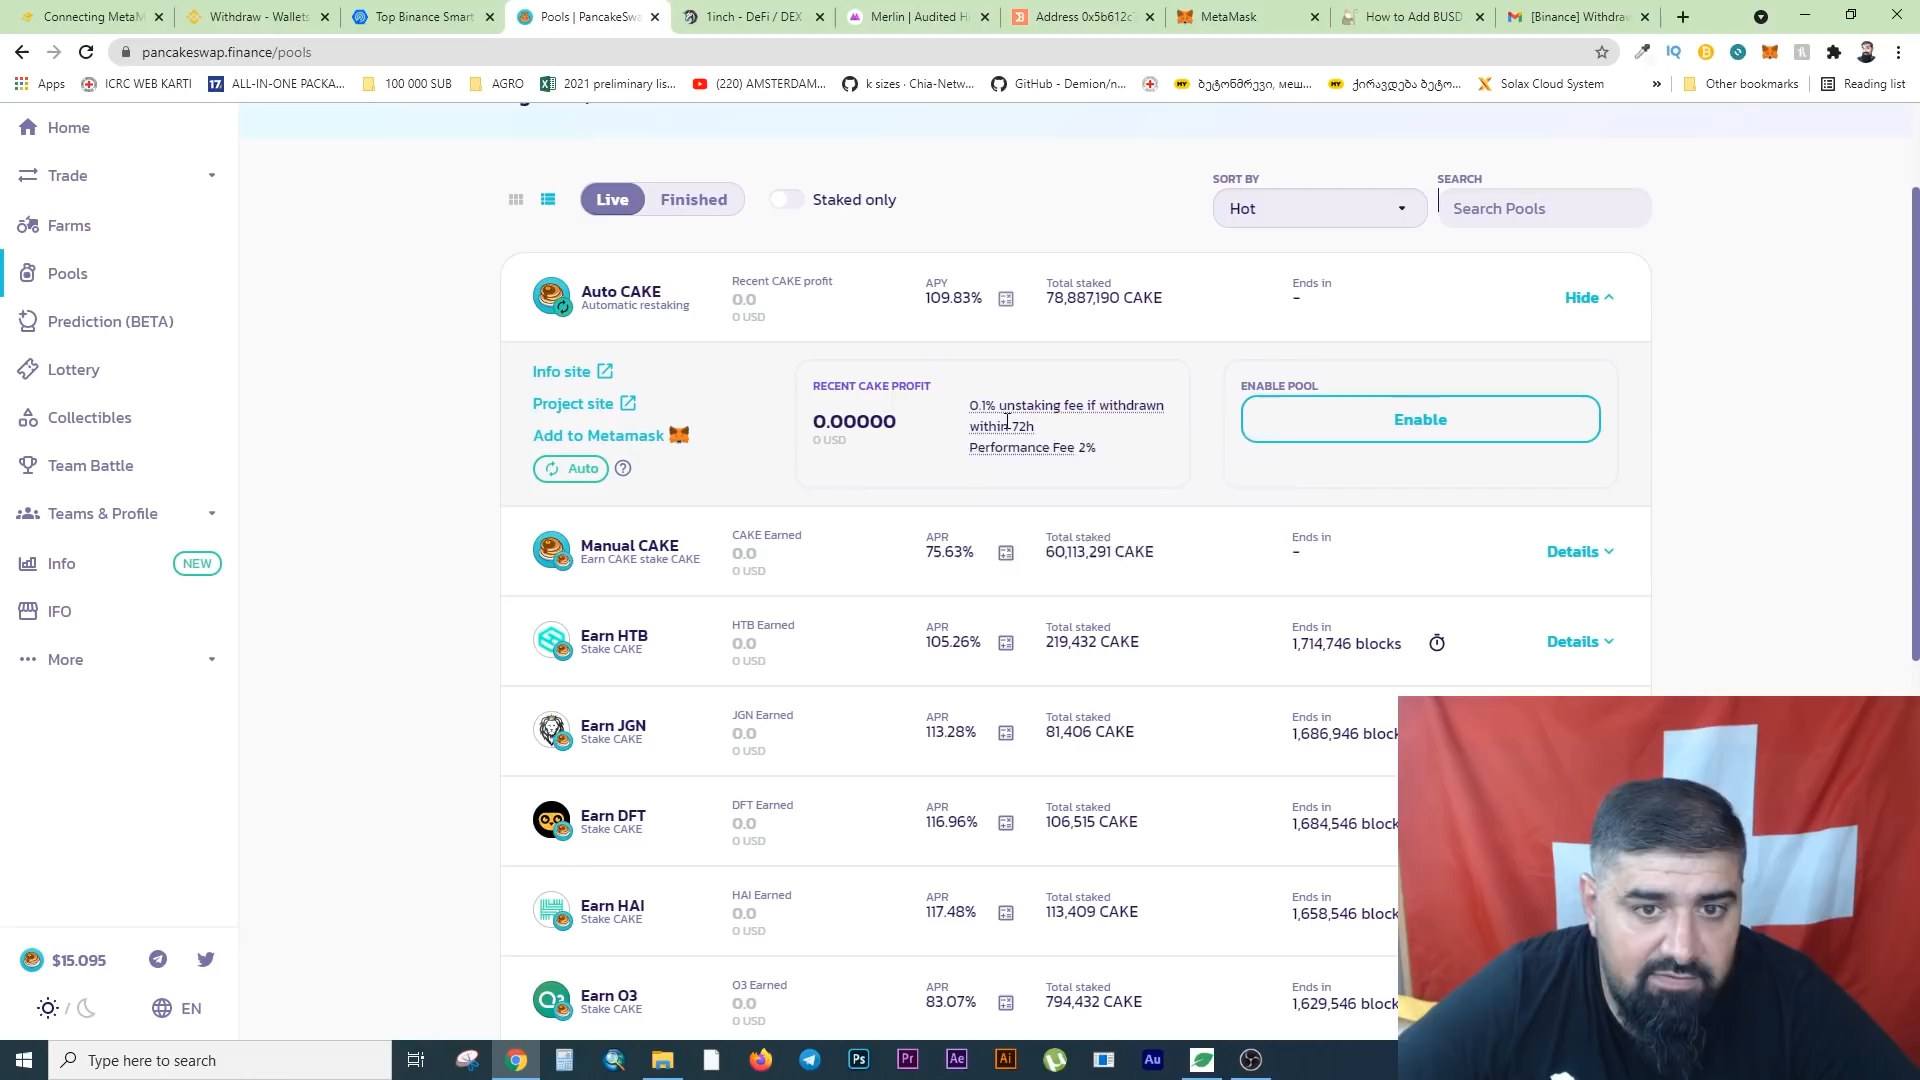 Connecting MetaM
Withdraw - Wallets
Top Binance Smart
Pools | PancakeSwa
1inch - DeFi / DEX
Merlin | Audited Hi
Address 0x5b612c
MetaMask
How to Add BUSD
[Binance] Withdraw
pancakeswap.finance/pools
Apps
ICRC WEB KARTI
ALL-IN-ONE PACKA...
100 000 SUB
AGRO
2021 preliminary lis...
(220) AMSTERDAM...
k sizes · Chia-Netw...
GitHub - Demion/n...
ბეტონმრევი, მეშ...
ქირავდება ბეტო...
Solax Cloud System
»
Other bookmarks
Reading list
Home
Trade
Farms
Pools
Prediction (BETA)
Lottery
Collectibles
Team Battle
Teams & Profile
Info
NEW
IFO
More
$15.095
/
EN
Live
Finished
Staked only
SORT BY
Hot
SEARCH
Search Pools
Auto CAKE
Automatic restaking
Recent CAKE profit
0.0
0 USD
APY
109.83%
Total staked
78,887,190 CAKE
Ends in
-
Hide
Info site
Project site
Add to Metamask
Auto
RECENT CAKE PROFIT
0.00000
0 USD
0.1% unstaking fee if withdrawn
within 72h
Performance Fee 2%
ENABLE POOL
Enable
Manual CAKE
Earn CAKE stake CAKE
CAKE Earned
0.0
0 USD
APR
75.63%
Total staked
60,113,291 CAKE
Ends in
-
Details
Earn HTB
Stake CAKE
HTB Earned
0.0
0 USD
APR
105.26%
Total staked
219,432 CAKE
Ends in
1,714,746 blocks
Details
Earn JGN
Stake CAKE
JGN Earned
0.0
0 USD
APR
113.28%
Total staked
81,406 CAKE
Ends in
1,686,946 block
Earn DFT
Stake CAKE
DFT Earned
0.0
0 USD
APR
116.96%
Total staked
106,515 CAKE
Ends in
1,684,546 block
Earn HAI
Stake CAKE
HAI Earned
0.0
0 USD
APR
117.48%
Total staked
113,409 CAKE
Ends in
1,658,546 block
Earn O3
Stake CAKE
O3 Earned
0.0
0 USD
APR
83.07%
Total staked
794,432 CAKE
Ends in
1,629,546 block
Type here to search
Ps
Pr
Ae
Ai
Au